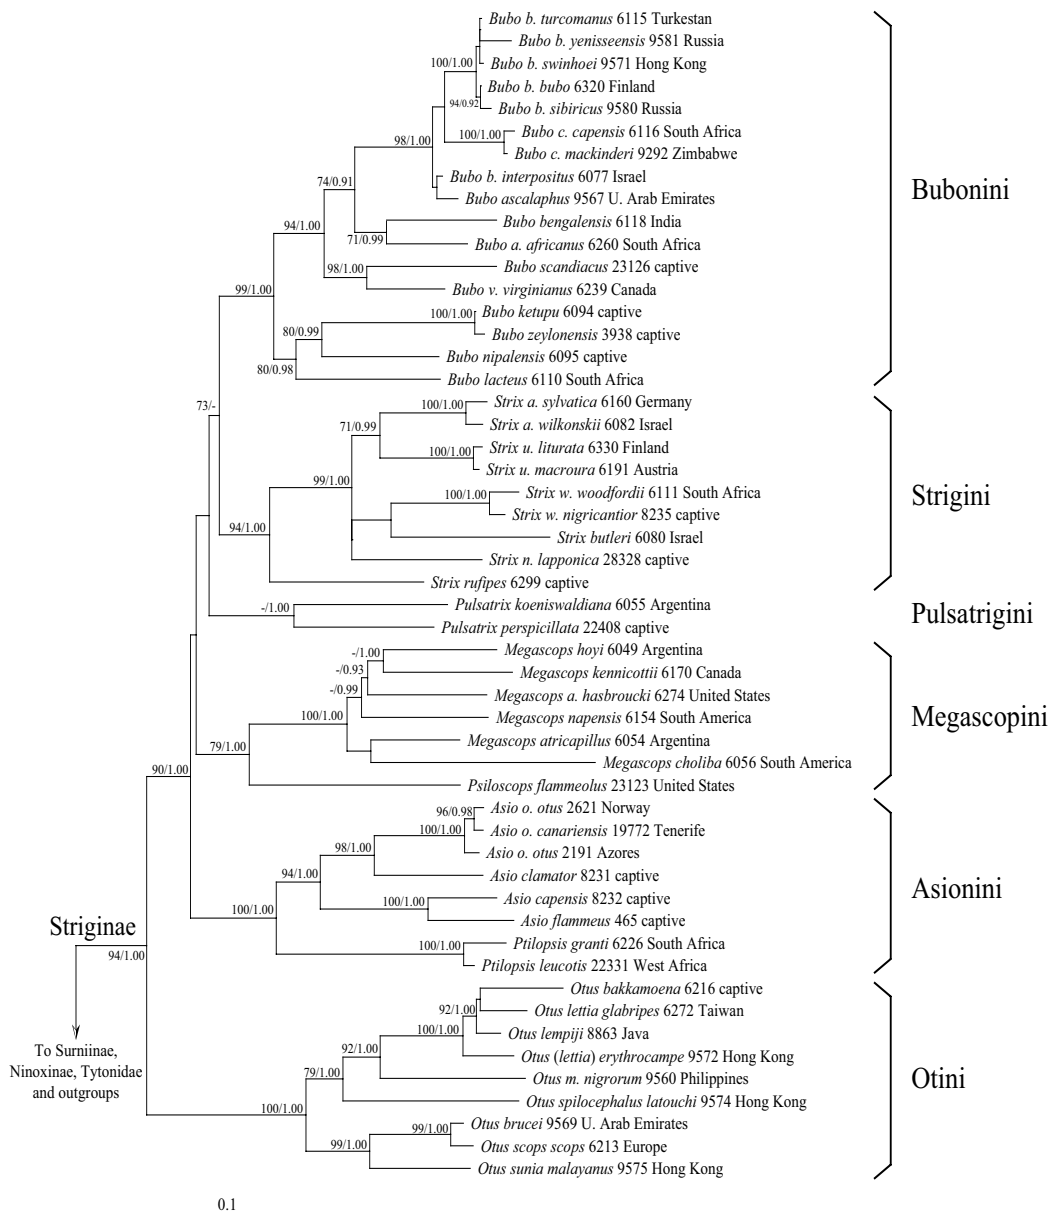 Bubo b. turcomanus 6115 Turkestan
Bubo b. yenisseensis 9581 Russia
100/1.00
Bubo b. swinhoei 9571 Hong Kong
Bubo b. bubo 6320 Finland
94/0.92
Bubo b. sibiricus 9580 Russia
100/1.00
Bubo c. capensis 6116 South Africa
98/1.00
Bubo c. mackinderi 9292 Zimbabwe
Bubo b. interpositus 6077 Israel
74/0.91
Bubo ascalaphus 9567 U. Arab Emirates
Bubonini
94/1.00
Bubo bengalensis 6118 India
71/0.99
Bubo a. africanus 6260 South Africa
98/1.00
Bubo scandiacus 23126 captive
99/1.00
Bubo v. virginianus 6239 Canada
100/1.00
Bubo ketupu 6094 captive
80/0.99
Bubo zeylonensis 3938 captive
Bubo nipalensis 6095 captive
80/0.98
Bubo lacteus 6110 South Africa
73/-
100/1.00
Strix a. sylvatica 6160 Germany
71/0.99
Strix a. wilkonskii 6082 Israel
100/1.00
Strix u. liturata 6330 Finland
Strix u. macroura 6191 Austria
99/1.00
100/1.00
Strix w. woodfordii 6111 South Africa
Strigini
Strix w. nigricantior 8235 captive
94/1.00
Strix butleri 6080 Israel
Strix n. lapponica 28328 captive
Strix rufipes 6299 captive
-/1.00
Pulsatrix koeniswaldiana 6055 Argentina
Pulsatrigini
Pulsatrix perspicillata 22408 captive
-/1.00
Megascops hoyi 6049 Argentina
-/0.93
Megascops kennicottii 6170 Canada
-/0.99
Megascops a. hasbroucki 6274 United States
100/1.00
Megascops napensis 6154 South America
Megascopini
79/1.00
Megascops atricapillus 6054 Argentina
Megascops choliba 6056 South America
90/1.00
Psiloscops flammeolus 23123 United States
96/0.98
Asio o. otus 2621 Norway
100/1.00
Asio o. canariensis 19772 Tenerife
98/1.00
Asio o. otus 2191 Azores
94/1.00
Asio clamator 8231 captive
Asionini
100/1.00
Asio capensis 8232 captive
100/1.00
Asio flammeus 465 captive
Striginae
100/1.00
Ptilopsis granti 6226 South Africa
94/1.00
Ptilopsis leucotis 22331 West Africa
Otus bakkamoena 6216 captive
92/1.00
Otus lettia glabripes 6272 Taiwan
100/1.00
Otus lempiji 8863 Java
To Surniinae,
Ninoxinae, Tytonidae
and outgroups
92/1.00
Otus (lettia) erythrocampe 9572 Hong Kong
79/1.00
Otus m. nigrorum 9560 Philippines
Otini
100/1.00
Otus spilocephalus latouchi 9574 Hong Kong
99/1.00
Otus brucei 9569 U. Arab Emirates
99/1.00
Otus scops scops 6213 Europe
Otus sunia malayanus 9575 Hong Kong
0.1